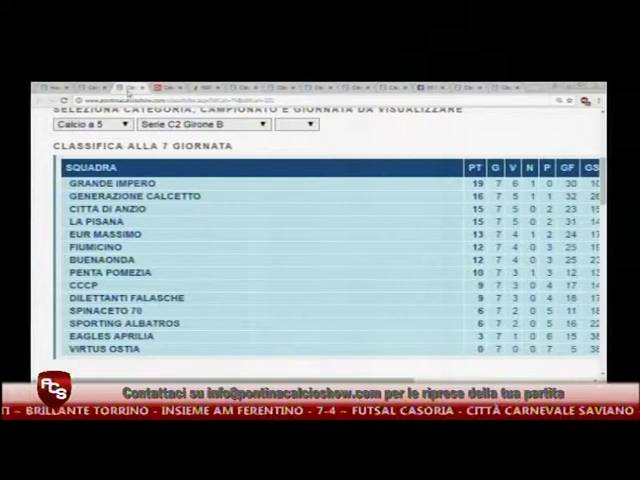 SELEZIONA CATEGORIA, CAMPIONATO E GIORNATA DA VISUALIZZARE
Calcio a 5 Serie C2 Girone B
CLASSIFICA ALLA 7 GIORNATA
SQUADRA PT G V N P GF GS
GRANDE IMPERO 19 7 6 1 0 30
GENERAZIONE CALCETTO 16 7 5 1 1 32
CITTA DI ANZIO 15 7 5 0 2 23
LA PISANA 15 7 5 0 2 31
EUR MASSIMO 13 7 4 1 2 24
FIUMICINO 12 7 4 0 3 25
BUENAONDA 12 7 4 0 3 25
PENTA POMEZIA 10 7 3 1 3 12
CCCP 9 7 3 0 4 17
DILETTANTI FALASCHE 9 7 3 0 4 18
SPINACETO 70 6 7 2 0 5 11
SPORTING ALBATROS 6 7 2 0 5 16
EAGLES APRILIA 3 7 1 0 6 15
VIRTUS OSTIA 0 7 0 0 7 5
ACS
Contattaci su info@pontinacalcioshow.com per le riprese della tua partita
TI ~ BRILLANTE TORRINO - INSIEME AM FERENTINO - 7-4 ~ FUTSAL CASORIA - CITTÀ CARNEVALE SAVIANO